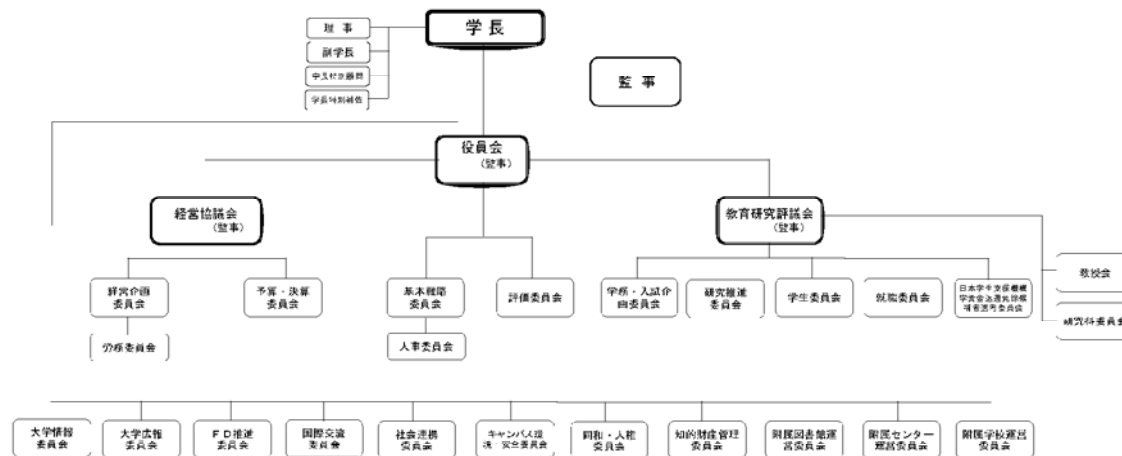 学長
理事
副学長
学長特別補佐
監事
役員会
(監事)
経営協議会
(監事)
教育研究評議会
(監事)
経営企画
委員会
予算・決算
委員会
基本戦略
委員会
評価委員会
学務・入試企
画委員会
研究推進
委員会
学生委員会
就職委員会
日本学生支援機構
教授会
研究科委員会
労務委員会
人事委員会
大学情報
委員会
大学広報
委員会
FD推進
委員会
国際交流
委員会
社会連携
委員会
キャンパス環
境・安全委員会
同和・人権
委員会
知的財産管理
委員会
附属図書館運
営委員会
附属センター
運営委員会
附属学校運営
委員会